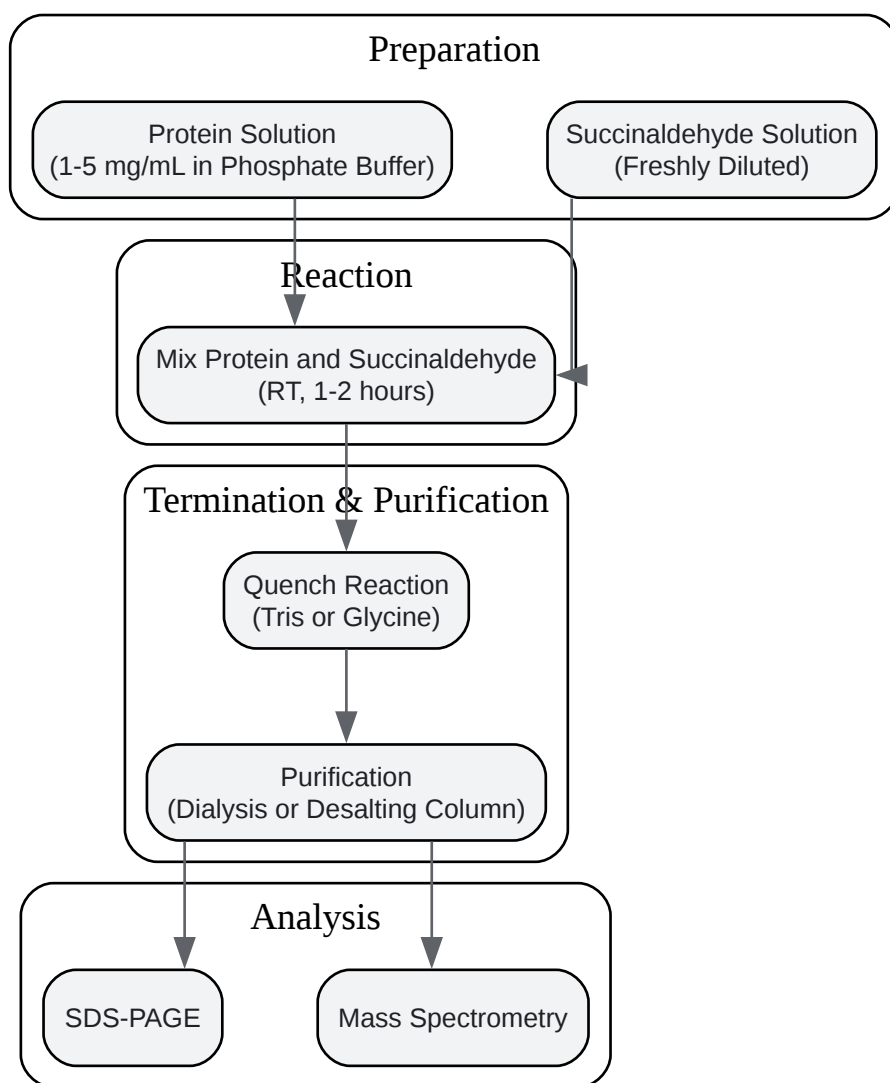 Preparation
Protein Solution
(1-5 mg/mL in Phosphate Buffer)
Succinaldehyde Solution
(Freshly Diluted)
Reaction
Mix Protein and Succinaldehyde
(RT, 1-2 hours)
Termination & Purification
Quench Reaction
(Tris or Glycine)
Purification
(Dialysis or Desalting Column)
Analysis
SDS-PAGE
Mass Spectrometry